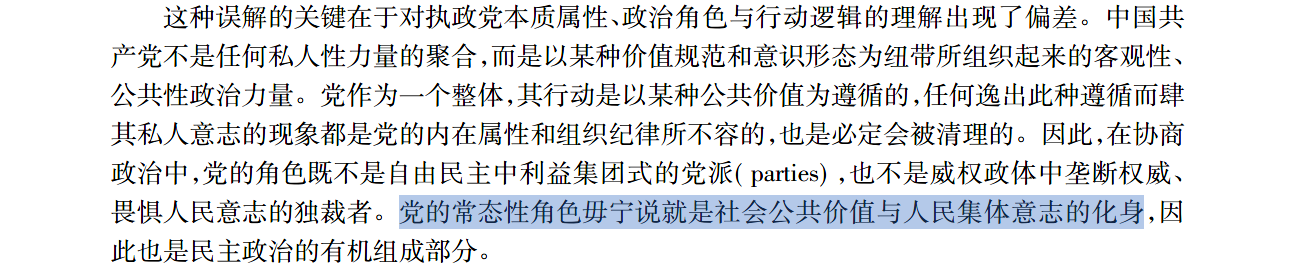 这种误解的关键在于对执政党本质属性、政治角色与行动逻辑的理解出现了偏差。中国共
产党不是任何私人性力量的聚合,而是以某种价值规范和意识形态为纽带所组织起来的客观性、
公共性政治力量。党作为一个整体,其行动是以某种公共价值为遵循的,任何逸出此种遵循而肆
其私人意志的现象都是党的内在属性和组织纪律所不容的,也是必定会被清理的。因此,在协商
政治中,党的角色既不是自由民主中利益集团式的党派( parties) ,也不是威权政体中垄断权威、
畏惧人民意志的独裁者。党的常态性角色毋宁说就是社会公共价值与人民集体意志的化身,因
此也是民主政治的有机组成部分。